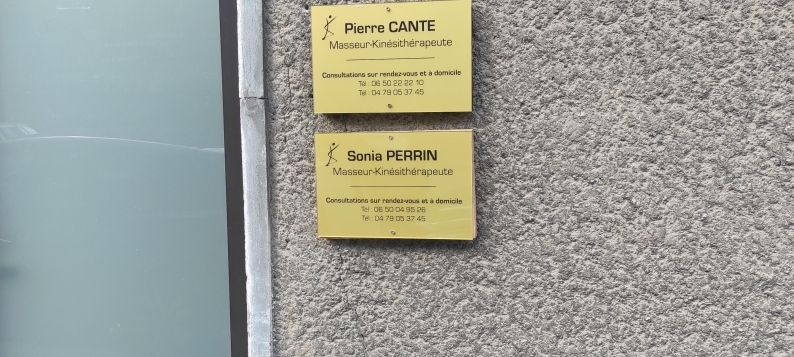 Pierre CANTE
Masseur-Kinésithérapeute
Consultations sur rendez-vous et à domicile
Tél : 06 50 22 22 10
Tél : 04 79 05 37 45
Sonia PERRIN
Masseur-Kinésithérapeute
Consultations sur rendez-vous et à domicile
Tél : 06 50 04 95 26
Tél : 04 79 05 37 45